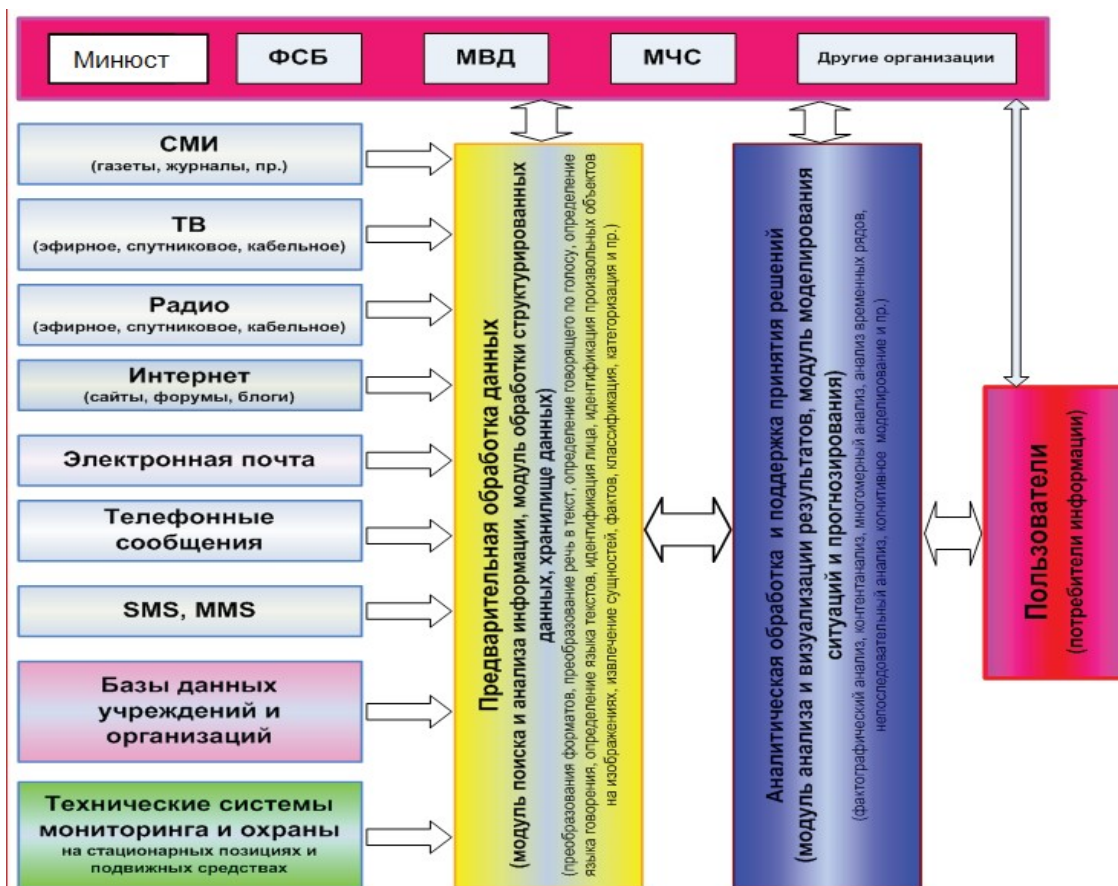 Минюст
ФСБ
МВД
МЧС
Другие организации
СМИ
(газеты, журналы, пр.)
ТВ
(эфирное, спутниковое, кабельное)
Радио
(эфирное, спутниковое, кабельное)
Интернет
(сайты, форумы, блоги)
Электронная почта
Телефонные
сообщения
SMS, MMS
Базы данных
учреждений и
организаций
Технические системы
мониторинга и охраны
на стационарных позициях и
подвижных средствах
Предварительная обработка данных
(модуль поиска и анализа информации, модуль обработки структурированных
данных, хранилище данных)
(преобразования форматов, преобразование речь в текст, определение говорящего по голосу, определение
языка говорения, определение языка текстов, идентификация лица, идентификация произвольных объектов
на изображениях, извлечение сущностей, фактов, классификация, категоризация и пр.)
Аналитическая обработка и поддержка принятия решений
(модуль анализа и визуализации результатов, модуль моделирования
ситуаций и прогнозирования)
(фактографический анализ, контентанализ, многомерный анализ, анализ временных рядов,
непоследовательный анализ, когнитивное моделирование и пр.)
Пользователи
(потребители информации)